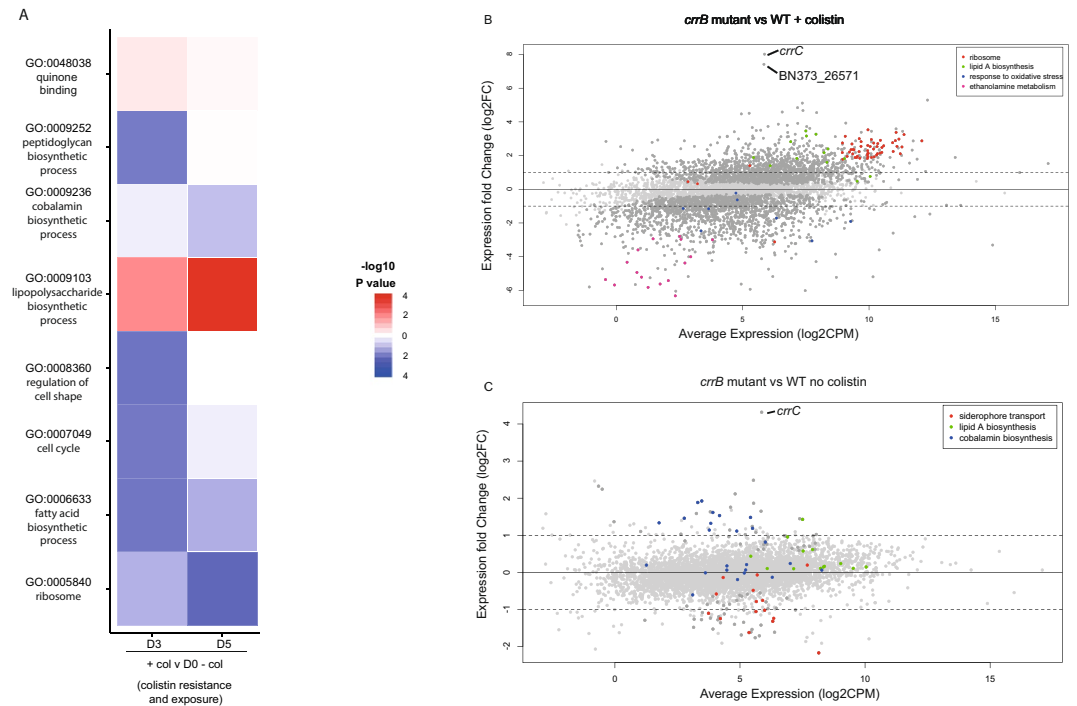 A
GO:0048038
quinone
binding
GO:0009252
peptidoglycan
biosynthetic
process
GO:0009236
cobalamin
biosynthetic
process
GO:0009103
lipopolysaccharide
biosynthetic
process
GO:0008360
regulation of
cell shape
GO:0007049
cell cycle
GO:0006633
fatty acid
biosynthetic
process
GO:0005840
ribosome
D3 D5
+ col v D0 - col
(colistin resistance
and exposure)
-log10
P value
4
2
0
2
4
B
crrB mutant vs WT + colistin
crrC
BN373_26571
ribosome
lipid A biosynthesis
response to oxidative stress
ethanolamine metabolism
Expression fold Change (log2FC)
8
6
4
2
0
-2
-4
-6
0 5 10 15
Average Expression (log2CPM)
C
crrB mutant vs WT no colistin
crrC
siderophore transport
lipid A biosynthesis
cobalamin biosynthesis
Expression fold Change (log2FC)
4
3
2
1
0
-1
-2
0 5 10 15
Average Expression (log2CPM)